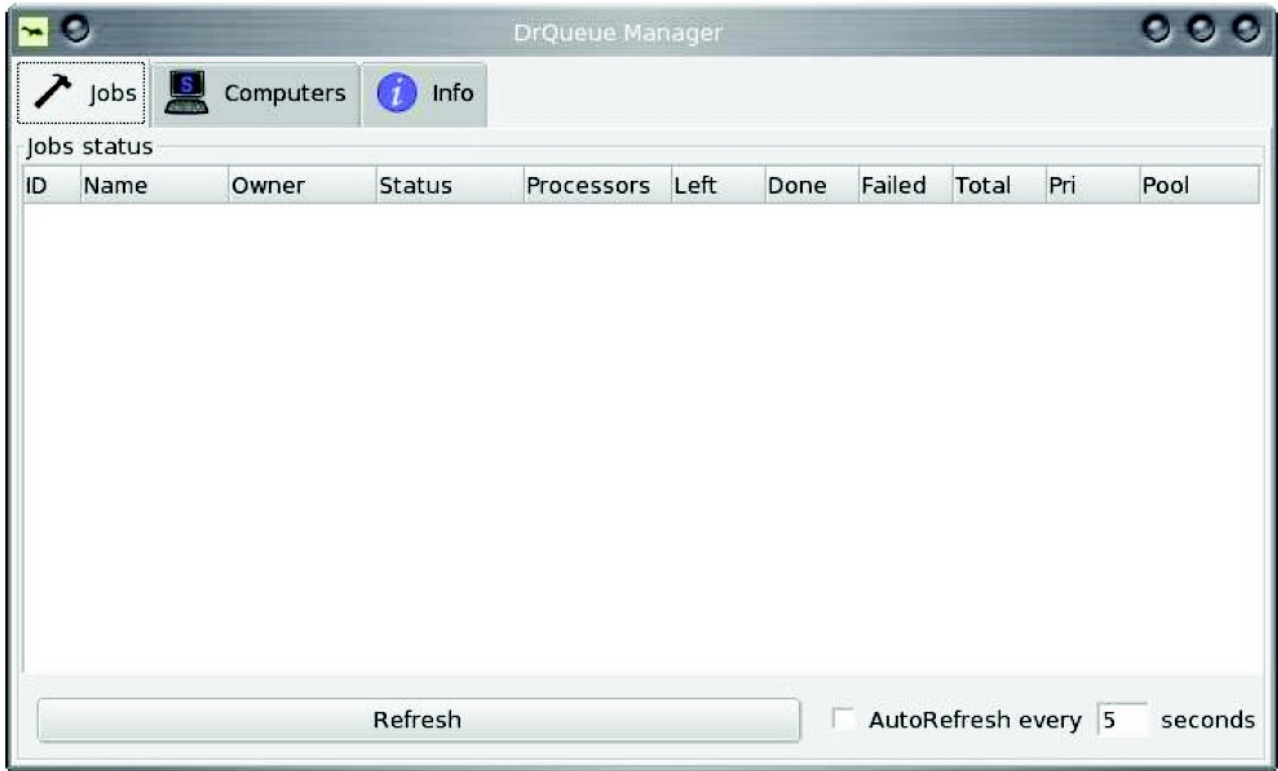 DrQueue Manager
Jobs S Computers i Info
Jobs status
ID Name Owner Status Processors Left Done Failed Total Pri Pool
Refresh AutoRefresh every 5 seconds